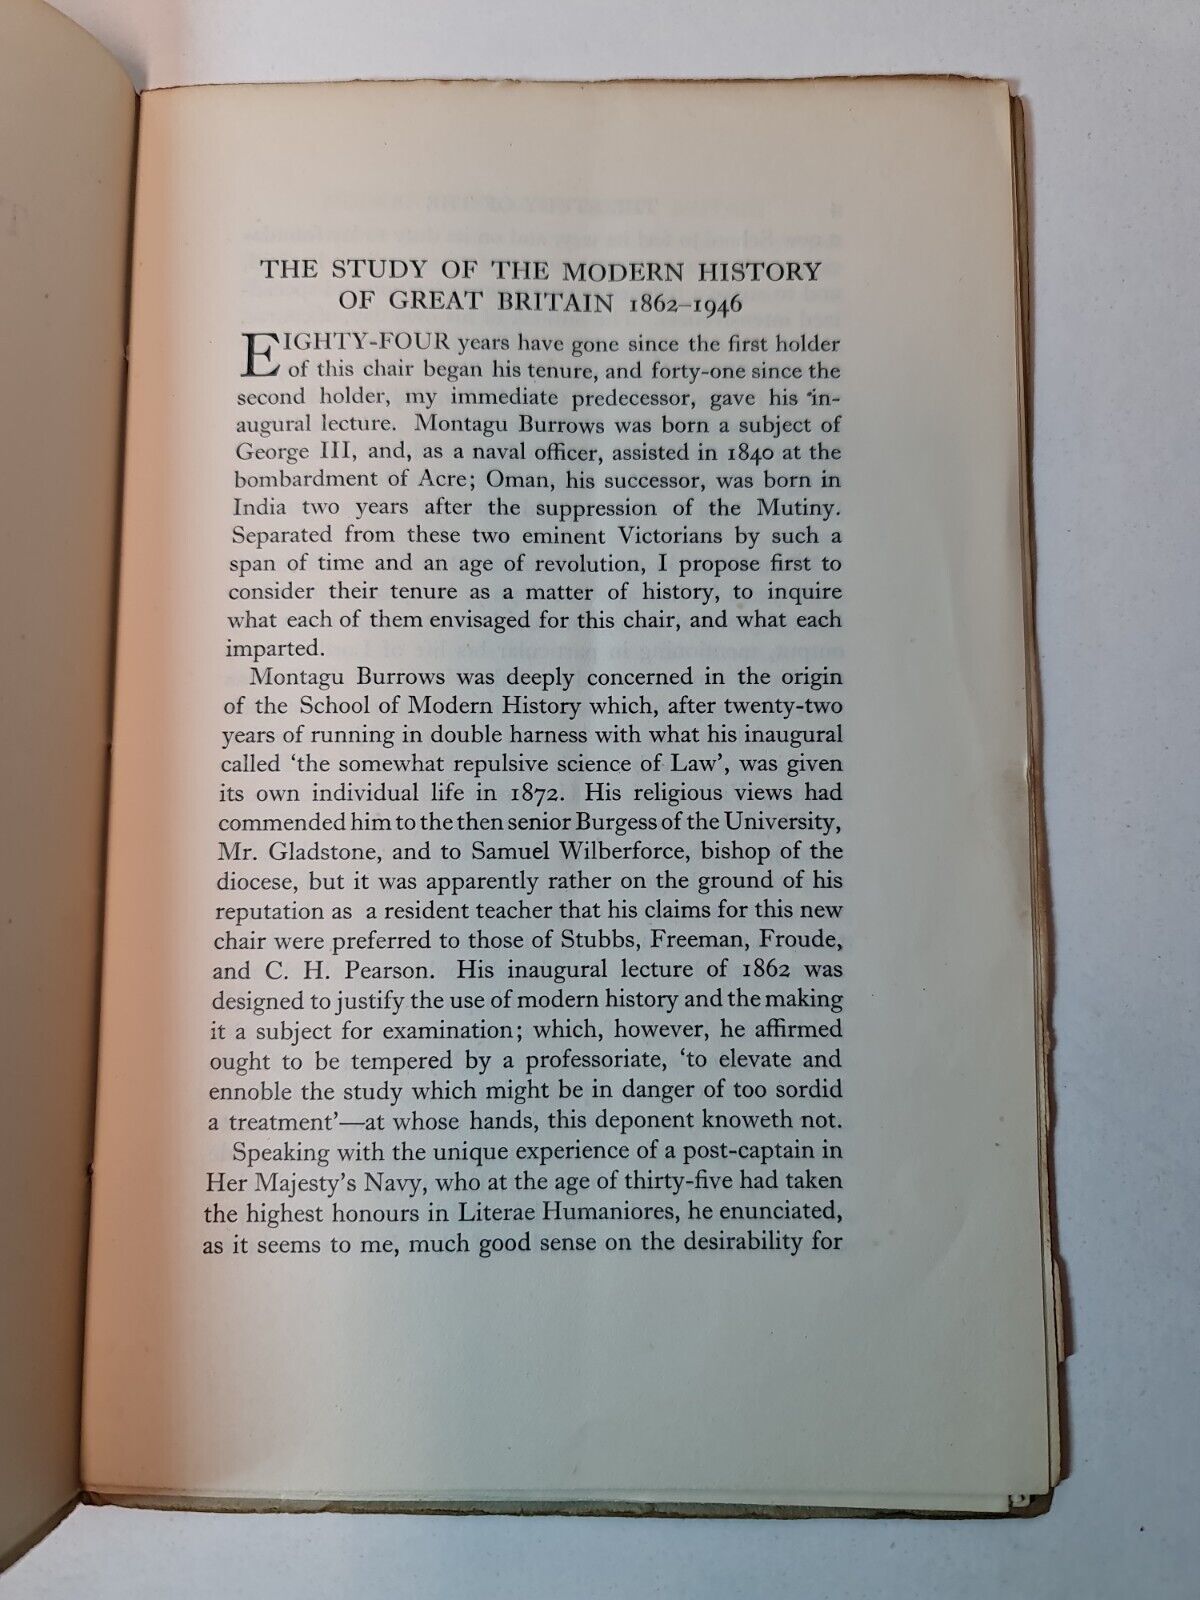 THE STUDY OF THE MODERN HISTORY
OF GREAT BRITAIN 1862–1946
EIGHTY-FOUR years have gone since the first holder
of this chair began his tenure, and forty-one since the
second holder, my immediate predecessor, gave his in-
augural lecture. Montagu Burrows was born a subject of
George III, and, as a naval officer, assisted in 1840 at the
bombardment of Acre; Oman, his successor, was born in
India two years after the suppression of the Mutiny.
Separated from these two eminent Victorians by such a
span of time and an age of revolution, I propose first to
consider their tenure as a matter of history, to inquire
what each of them envisaged for this chair, and what each
imparted.
Montagu Burrows was deeply concerned in the origin
of the School of Modern History which, after twenty-two
years of running in double harness with what his inaugural
called ‘the somewhat repulsive science of Law’, was given
its own individual life in 1872. His religious views had
commended him to the then senior Burgess of the University,
Mr. Gladstone, and to Samuel Wilberforce, bishop of the
diocese, but it was apparently rather on the ground of his
reputation as a resident teacher that his claims for this new
chair were preferred to those of Stubbs, Freeman, Froude,
and C. H. Pearson. His inaugural lecture of 1862 was
designed to justify the use of modern history and the making
it a subject for examination; which, however, he affirmed
ought to be tempered by a professoriate, ‘to elevate and
ennoble the study which might be in danger of too sordid
a treatment’—at whose hands, this deponent knoweth not.
Speaking with the unique experience of a post-captain in
Her Majesty’s Navy, who at the age of thirty-five had taken
the highest honours in Literae Humaniores, he enunciated,
as it seems to me, much good sense on the desirability for